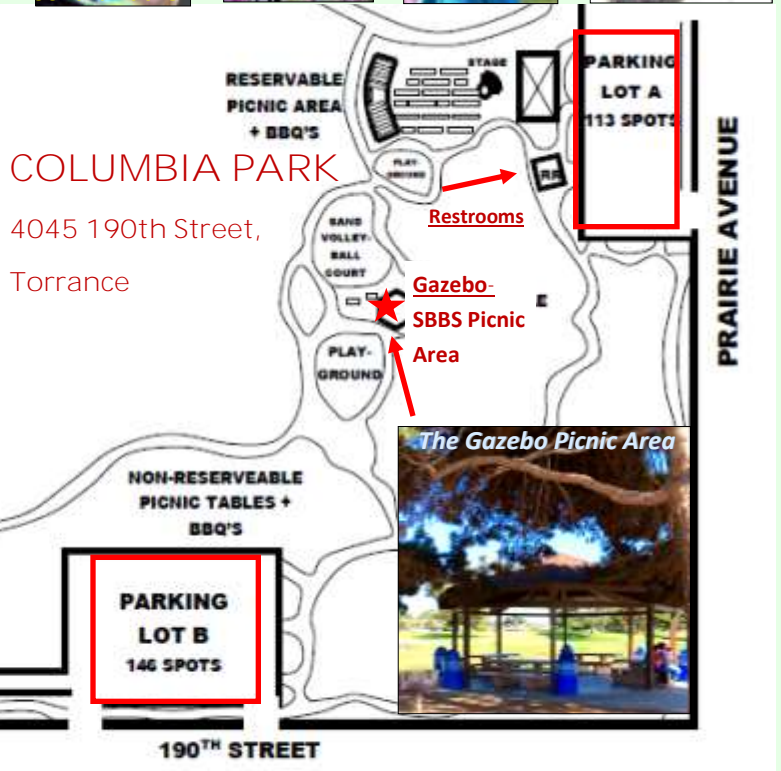 STAGE
RESERVABLE
PICNIC AREA
+ BBQ'S
PARKING
LOT A
113 SPOTS
PRAIRIE AVENUE
COLUMBIA PARK
4045 190th Street,
Torrance
PLAY-
GROUND
RR
Restrooms
SAND
VOLLEY-
BALL
COURT
Gazebo-
SBBS Picnic
Area
E
PLAY-
GROUND
The Gazebo Picnic Area
NON-RESERVEABLE
PICNIC TABLES +
BBQ'S
PARKING
LOT B
146 SPOTS
190TH STREET